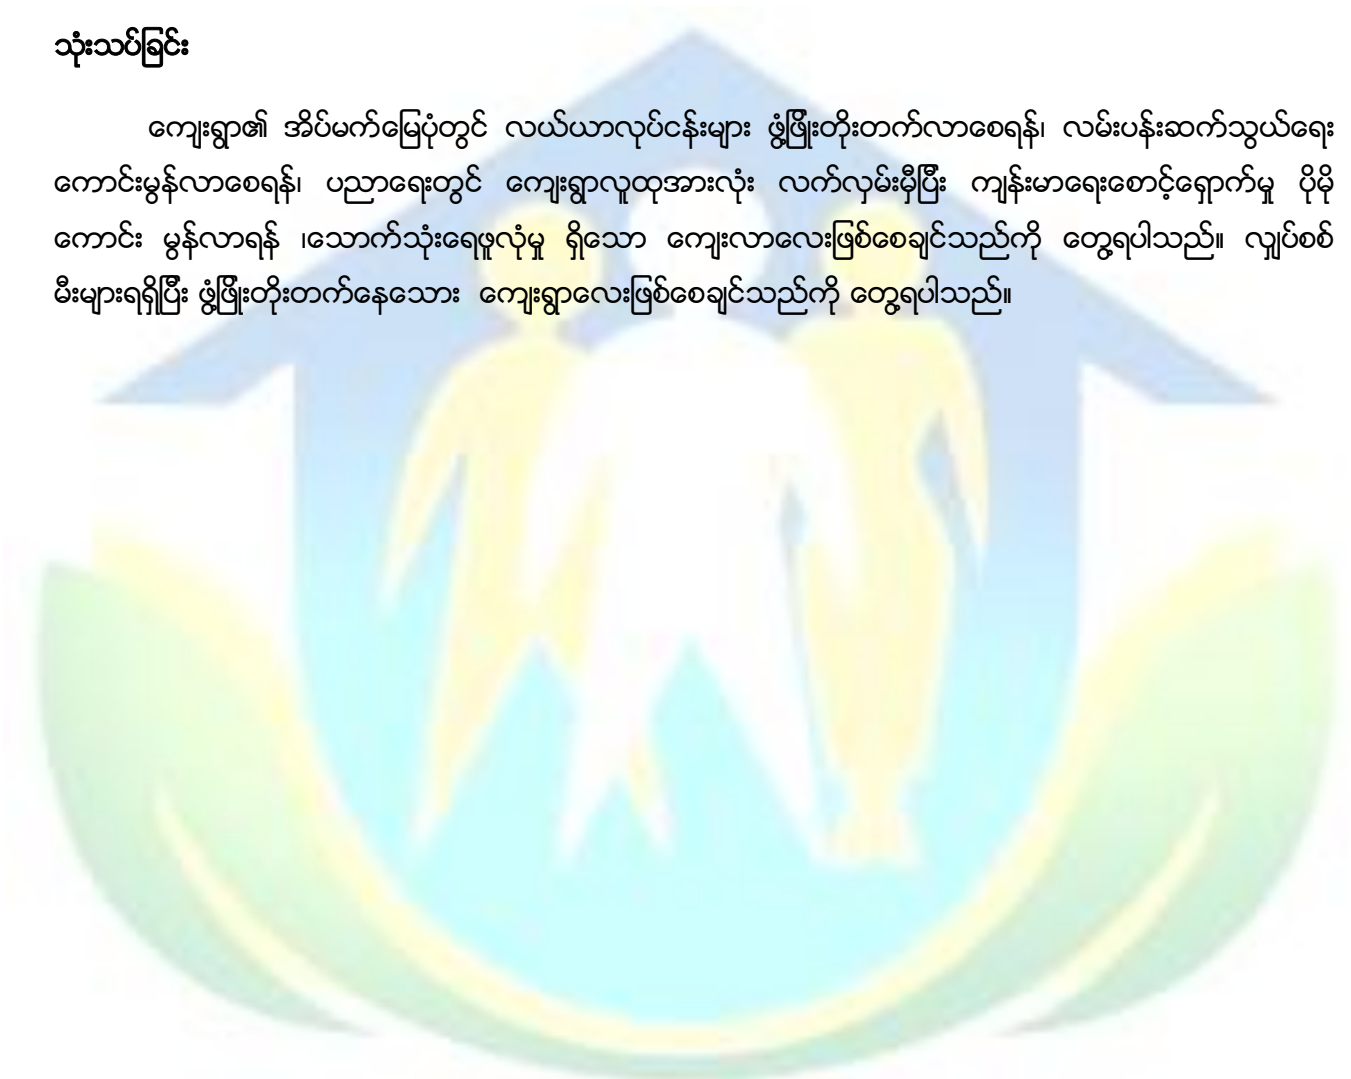 သုံးသပ်ခြင်း
ကျေးရွာ၏ အိပ်မက်မြေပုံတွင် လယ်ယာလုပ်ငန်းများ ဖွံ့ဖြိုးတိုးတက်လာစေရန်၊ လမ်းပန်းဆက်သွယ်ရေး
ကောင်းမွန်လာစေရန်၊ ပညာရေးတွင် ကျေးရွာလူထုအားလုံး လက်လှမ်းမှီပြီး ကျန်းမာရေးစောင့်ရှောက်မှု ပိုမို
ကောင်း မွန်လာရန် ၊သောက်သုံးရေဖူလုံမှု ရှိသော ကျေးလာလေးဖြစ်စေချင်သည်ကို တွေ့ရပါသည်။ လျှပ်စစ်
မီးများရရှိပြီး ဖွံ့ဖြိုးတိုးတက်နေသေား ကျေးရွာလေးဖြစ်စေချင်သည်ကို တွေ့ရပါသည်။